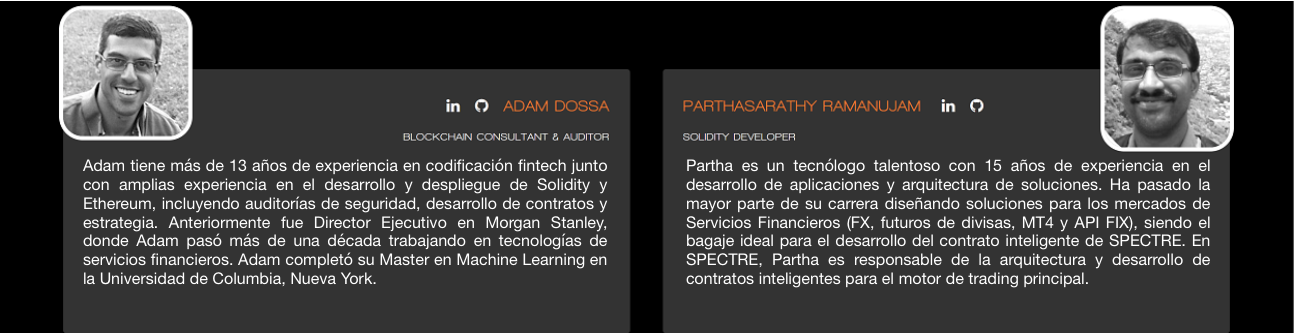 ADAM DOSSA
BLOCKCHAIN CONSULTANT & AUDITOR
Adam tiene más de 13 años de experiencia en codificación fintech junto
con amplias experiencia en el desarrollo y despliegue de Solidity y
Ethereum, incluyendo auditorías de seguridad, desarrollo de contratos y
estrategia. Anteriormente fue Director Ejecutivo en Morgan Stanley,
donde Adam pasó más de una década trabajando en tecnologías de
servicios financieros. Adam completó su Master en Machine Learning en
la Universidad de Columbia, Nueva York.
PARTHASARATHY RAMANUJAM
SOLIDITY DEVELOPER
Partha es un tecnólogo talentoso con 15 años de experiencia en el
desarrollo de aplicaciones y arquitectura de soluciones. Ha pasado la
mayor parte de su carrera diseñando soluciones para los mercados de
Servicios Financieros (FX, futuros de divisas, MT4 y API FIX), siendo el
bagaje ideal para el desarrollo del contrato inteligente de SPECTRE. En
SPECTRE, Partha es responsable de la arquitectura y desarrollo de
contratos inteligentes para el motor de trading principal.